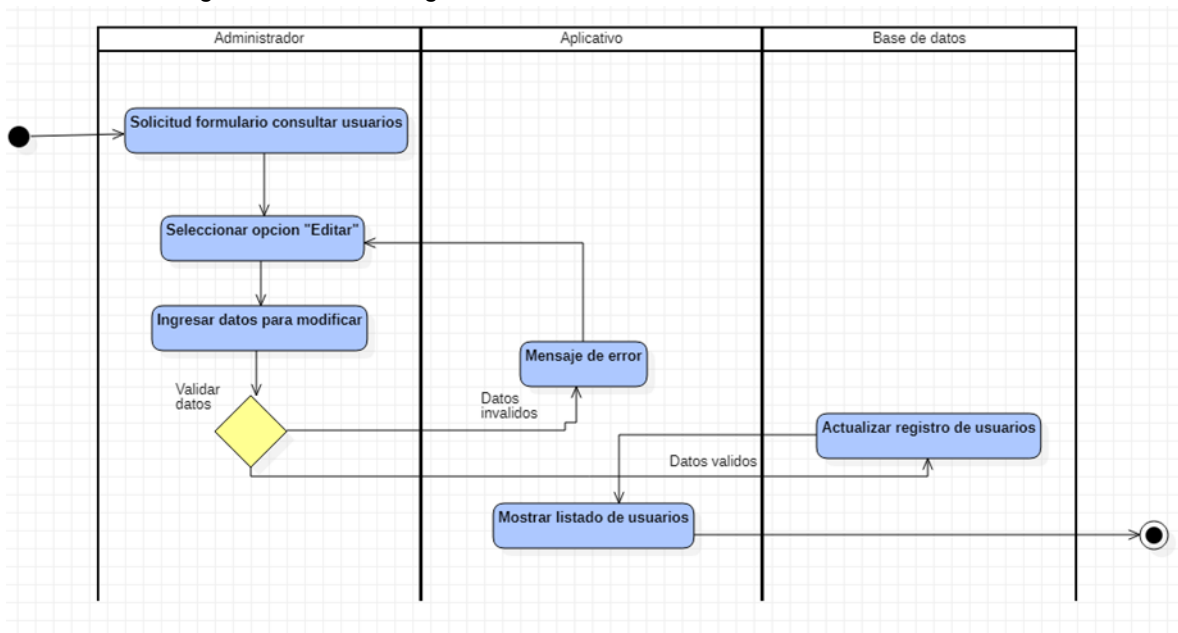 Administrador
Aplicativo
Base de datos
Solicitud formulario consultar usuarios
Seleccionar opcion "Editar"
Ingresar datos para modificar
Mensaje de error
Validar
datos
Datos
invalidos
Actualizar registro de usuarios
Datos validos
Mostrar listado de usuarios